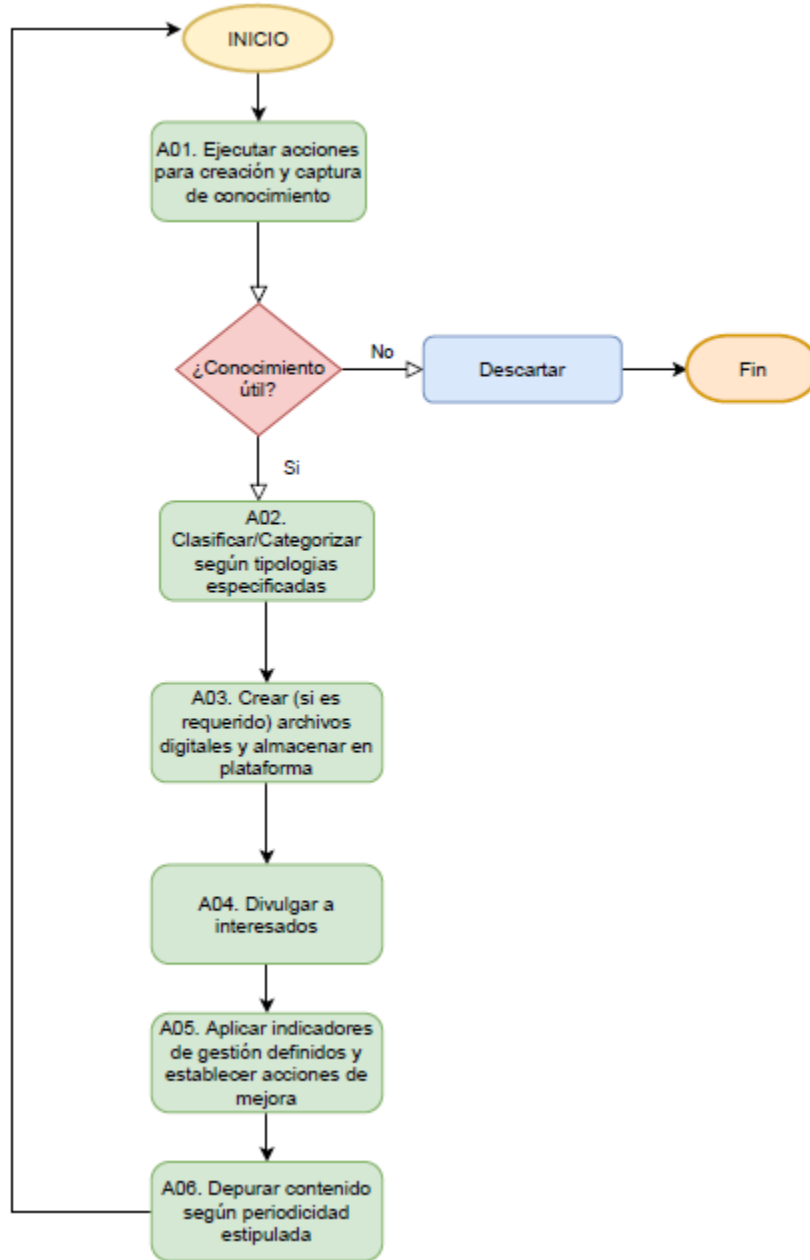 INICIO
A01. Ejecutar acciones
para creación y captura
de conocimiento
¿Conocimiento
útil?
No
Descartar
Fin
Si
A02.
Clasificar/Categorizar
según tipologias
especificadas
A03. Crear (si es
requerido) archivos
digitales y almacenar en
plataforma
A04. Divulgar a
interesados
A05. Aplicar indicadores
de gestión definidos y
establecer acciones de
mejora
A06. Depurar contenido
según periodicidad
estipulada